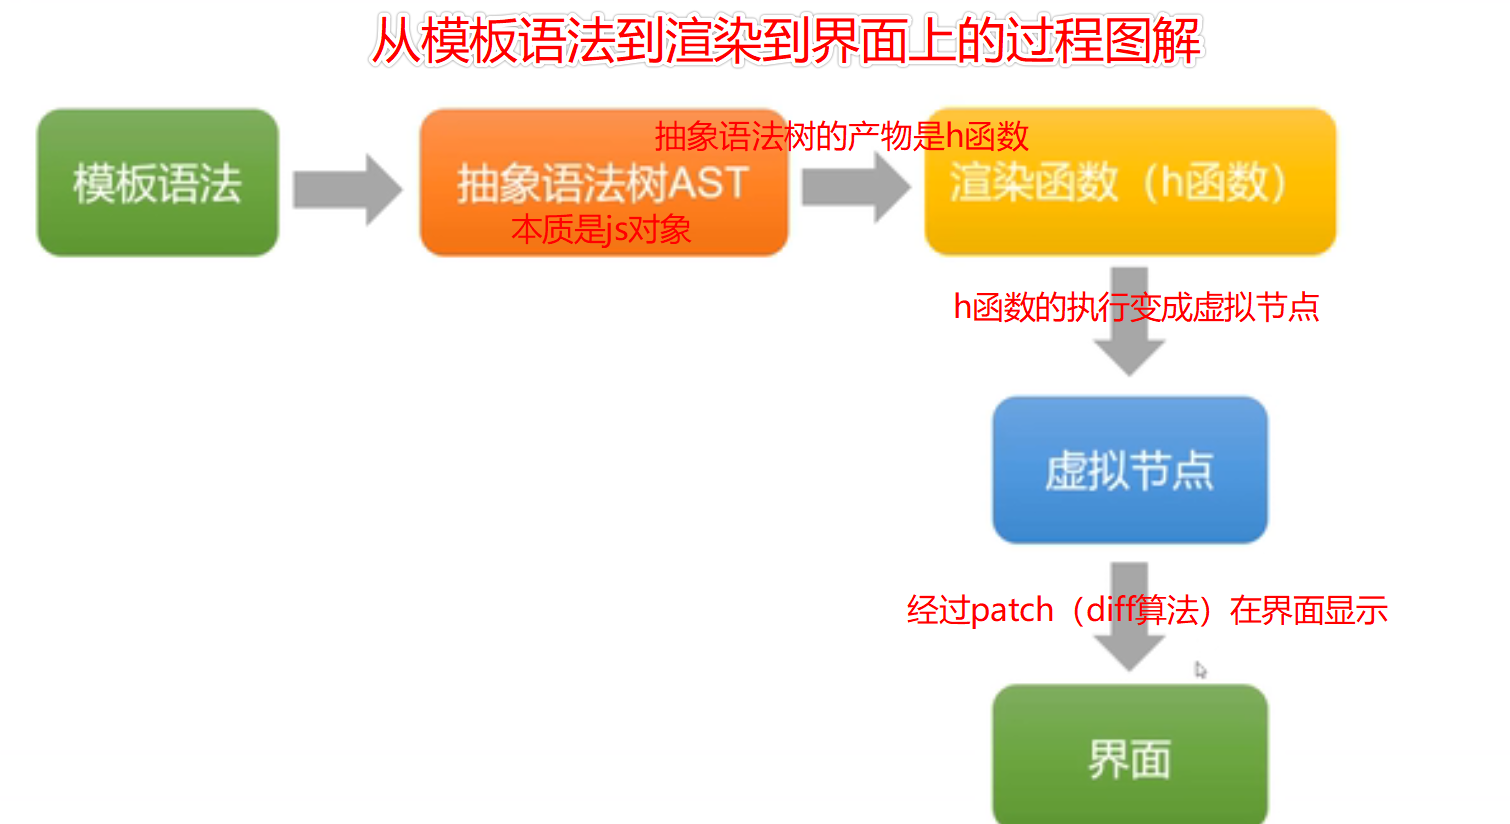 从模板语法到渲染到界面上的过程图解
模板语法
抽象语法树AST
本质是js对象
抽象语法树的产物是h函数
渲染函数（h函数）
h函数的执行变成虚拟节点
虚拟节点
经过patch（diff算法）在界面显示
界面